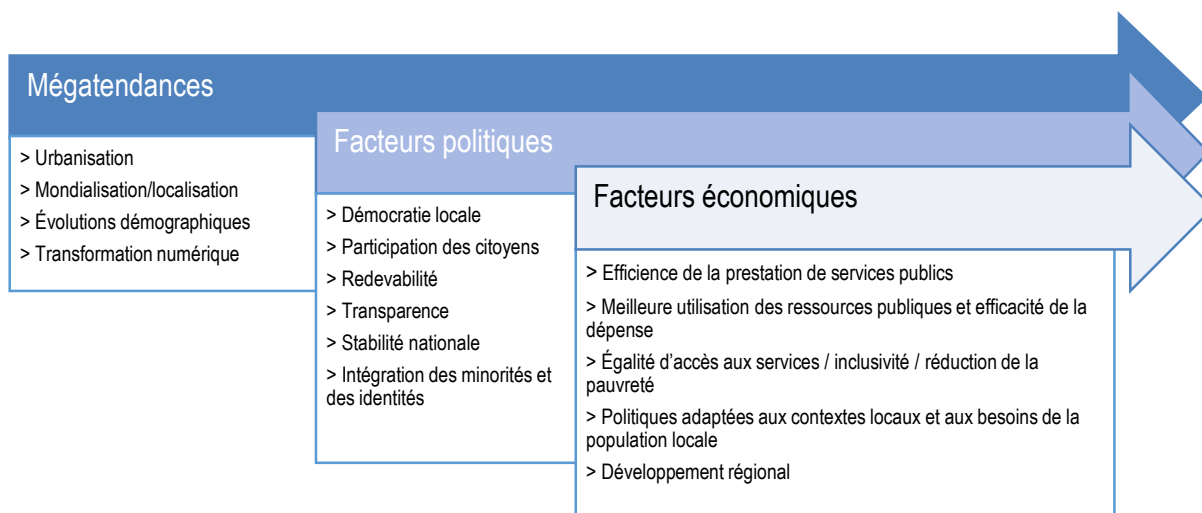 Mégatendances
> Urbanisation
> Mondialisation/localisation
> Évolutions démographiques
> Transformation numérique
Facteurs politiques
> Démocratie locale
> Participation des citoyens
> Redevabilité
> Transparence
> Stabilité nationale
> Intégration des minorités et
des identités
Facteurs économiques
> Efficience de la prestation de services publics
> Meilleure utilisation des ressources publiques et efficacité de la
dépense
> Égalité d’accès aux services / inclusivité / réduction de la
pauvreté
> Politiques adaptées aux contextes locaux et aux besoins de la
population locale
> Développement régional